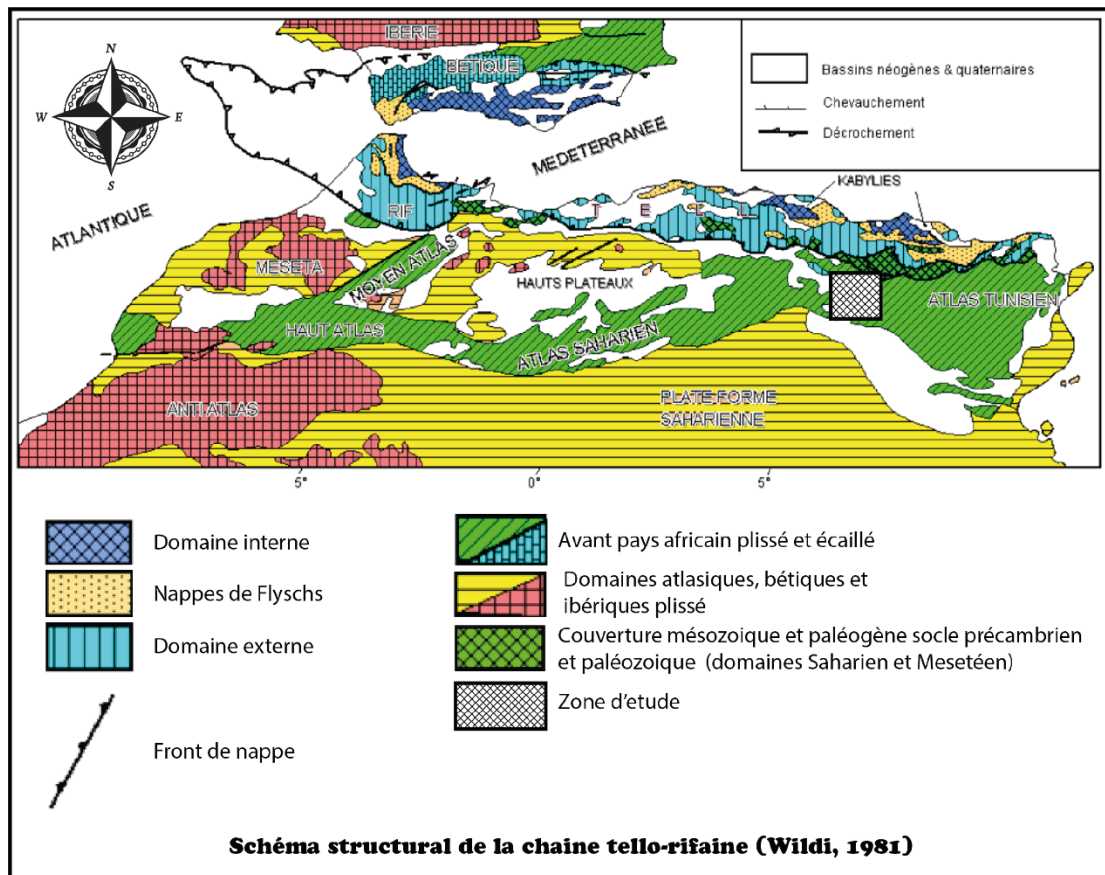 IBERIE
BETIQUE
N
W
E
S
Bassins néogènes & quaternaires
Chevauchement
Décrochement
MEDETERRANEE
KABYLIES
ATLANTIQUE
RIF
T E L L
MESETA
MOYEN ATLAS
HAUTS PLATEAUX
ATLAS TUNISIEN
HAUT ATLAS
ATLAS SAHARIEN
ANTI ATLAS
PLATE FORME
SAHARIENNE
5°
0°
5°
Domaine interne
Nappes de Flyschs
Domaine externe
Front de nappe
Avant pays africain plissé et écaillé
Domaines atlasiques, bétiques et
ibériques plissé
Couverture mésozoique et paléogène socle précambrien
et paléozoique (domaines Saharien et Mesetéen)
Zone d'etude
Schéma structural de la chaine tello-rifaine (Wildi, 1981)